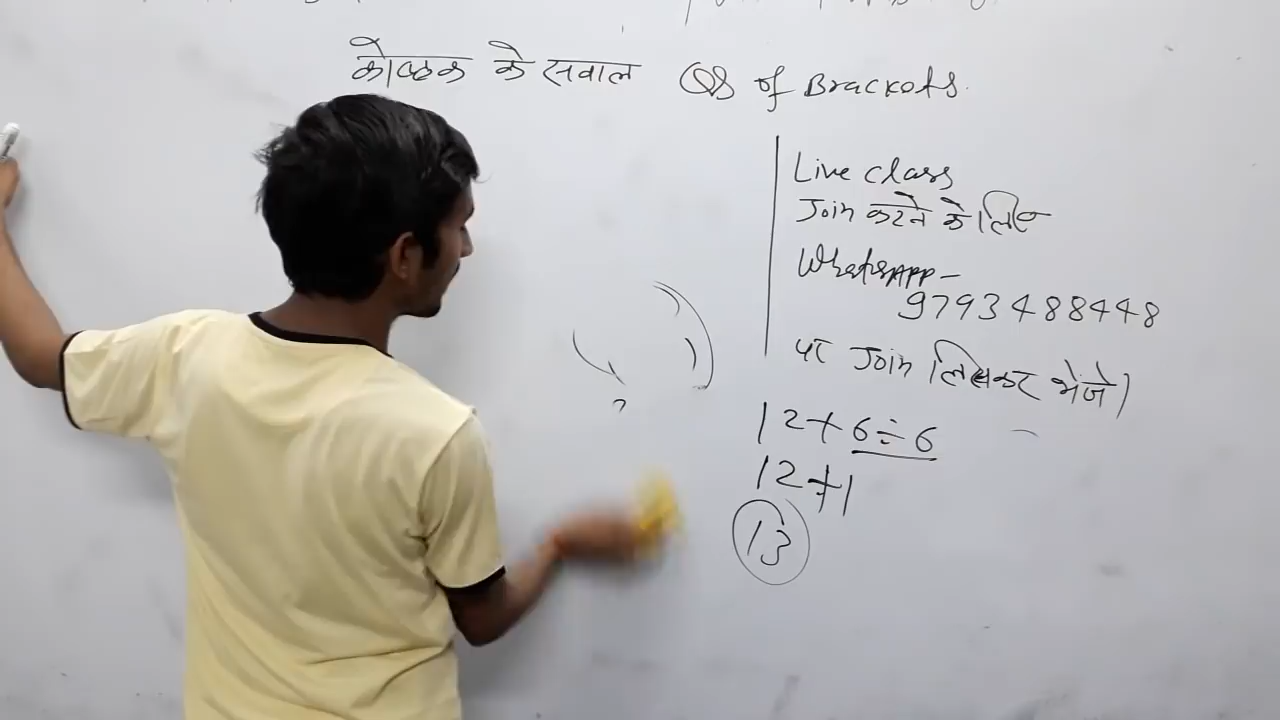 कोष्ठक के सवाल Qs of Brackets.
Live class
Join करने के लिए
WhatsAPP-
9793488448
पर Join लिखकर भेजे।
12+6÷6
12+1
13
?